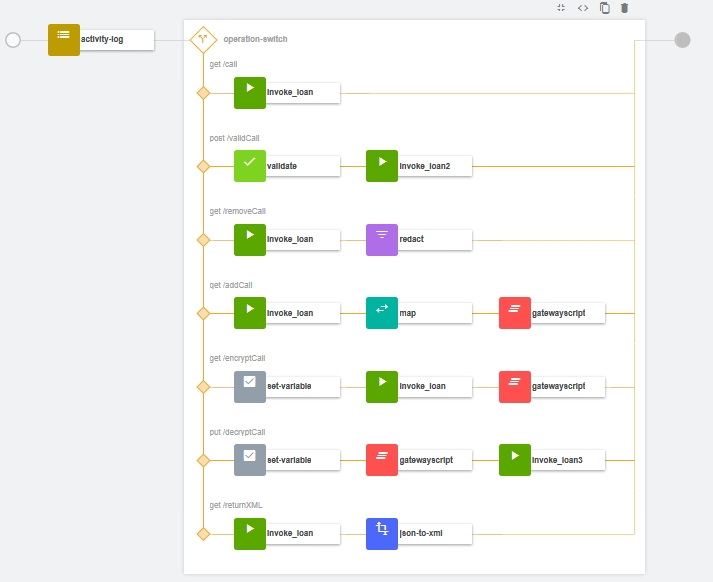 activity-log
operation-switch
get /call
invoke_loan
post /validCall
validate
invoke_loan2
get /removeCall
invoke_loan
redact
get /addCall
invoke_loan
map
gatewayscript
get /encryptCall
set-variable
invoke_loan
gatewayscript
put /decryptCall
set-variable
gatewayscript
invoke_loan3
get /returnXML
invoke_loan
json-to-xml